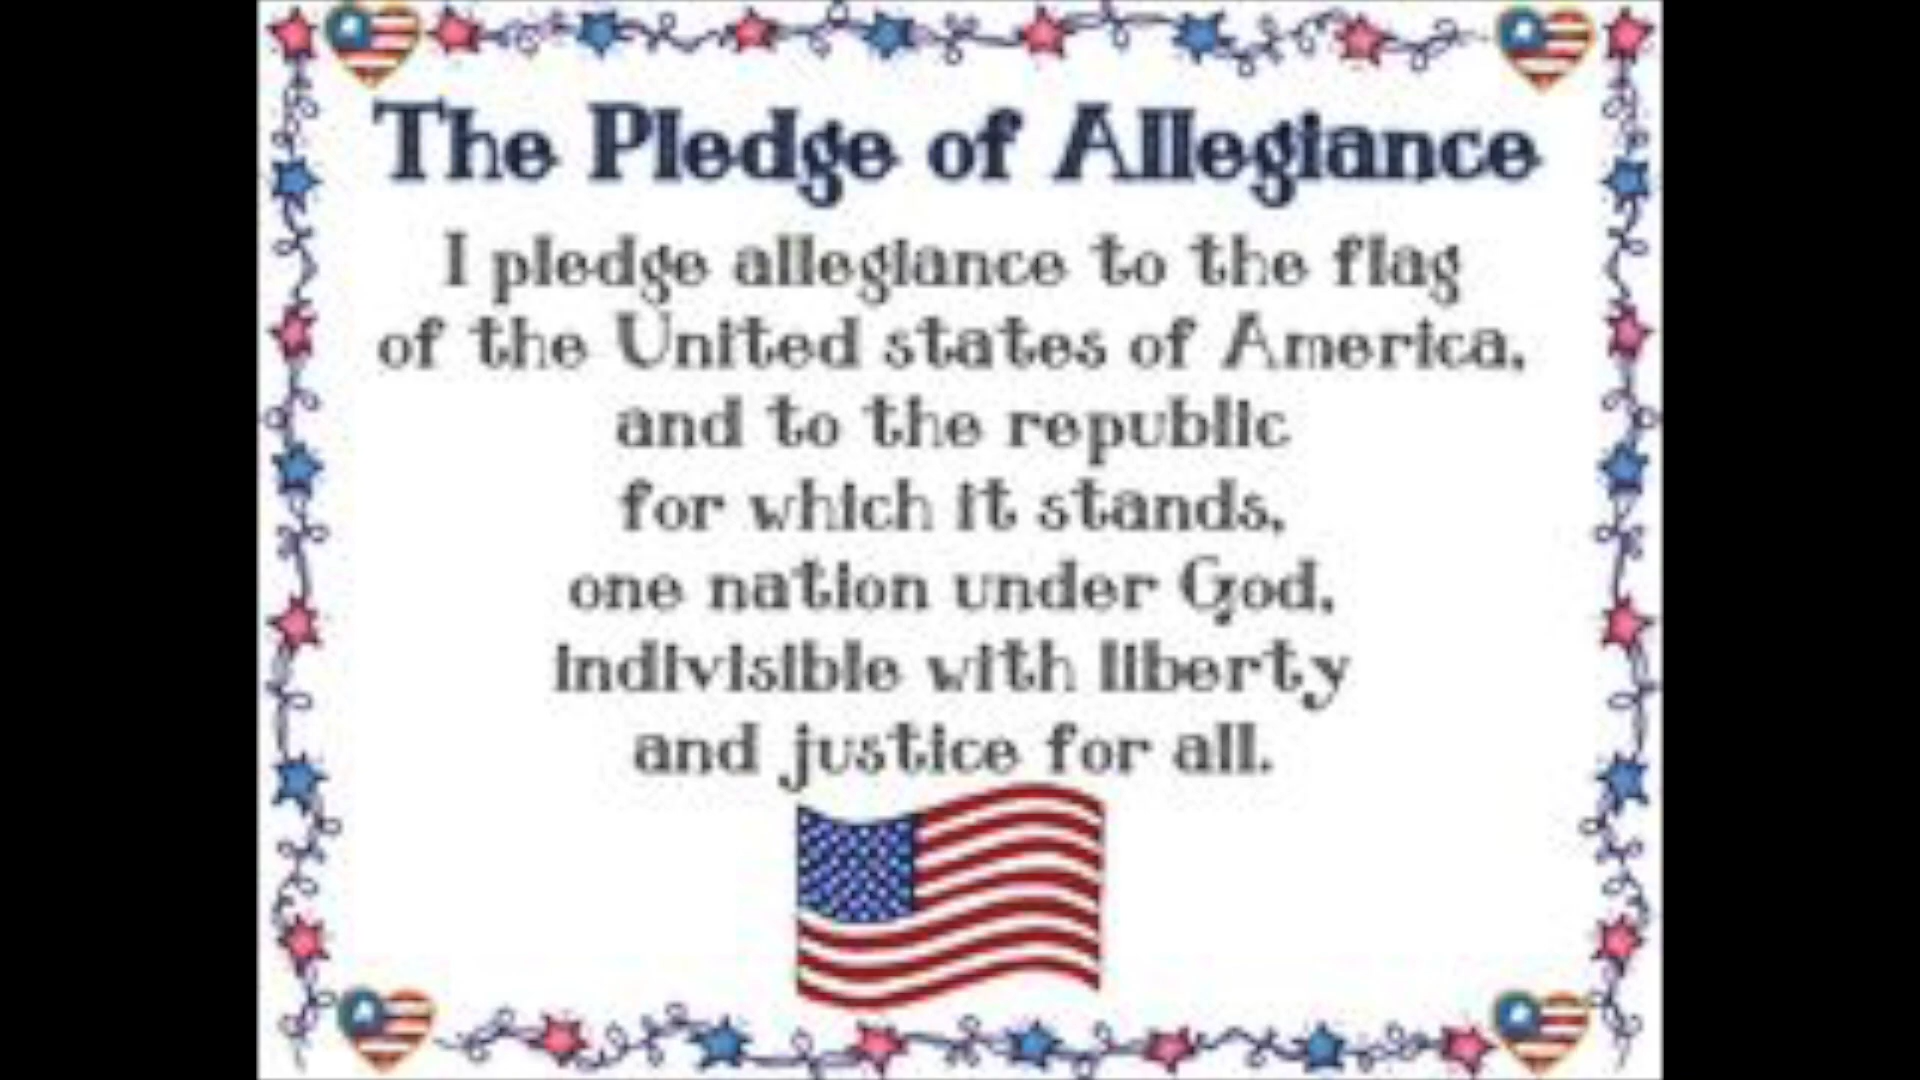 The Pledge of Allegiance
I pledge allegiance to the flag
of the United states of America,
and to the republic
for which it stands,
one nation under God,
indivisible with liberty
and justice for all.